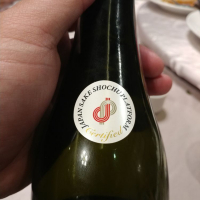 JAPAN SAKE SHOCHU PLATFORM
Certified